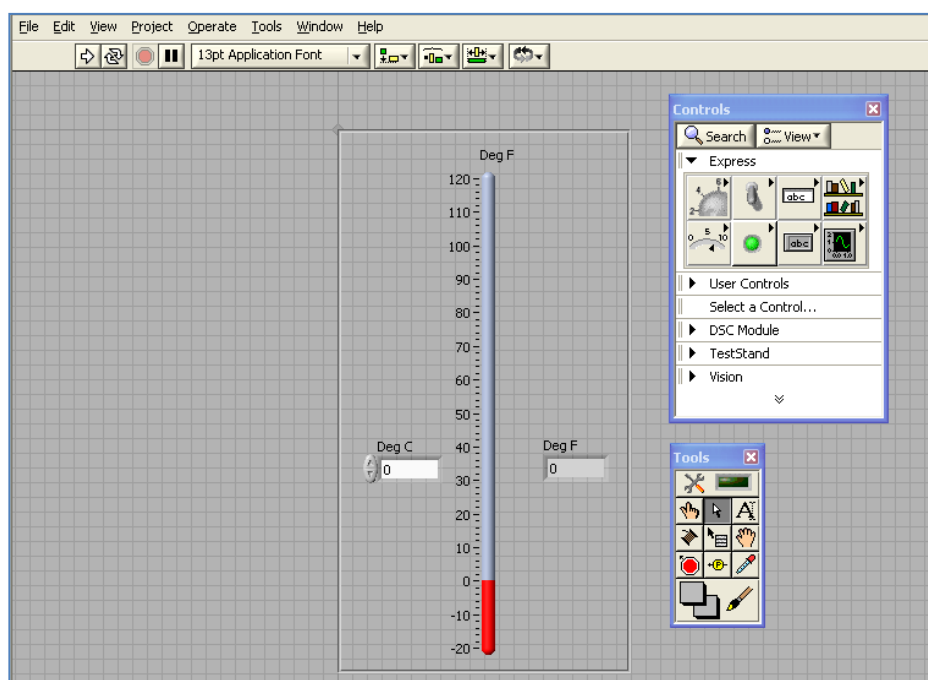 File Edit View Project Operate Tools Window Help
13pt Application Font
Controls
Search View
Express
abc
abc
User Controls
Select a Control...
DSC Module
TestStand
Vision
Deg F
120
110
100
90
80
70
60
50
40
30
20
10
0
-10
-20
Deg C
0
Deg F
0
Tools
A
P